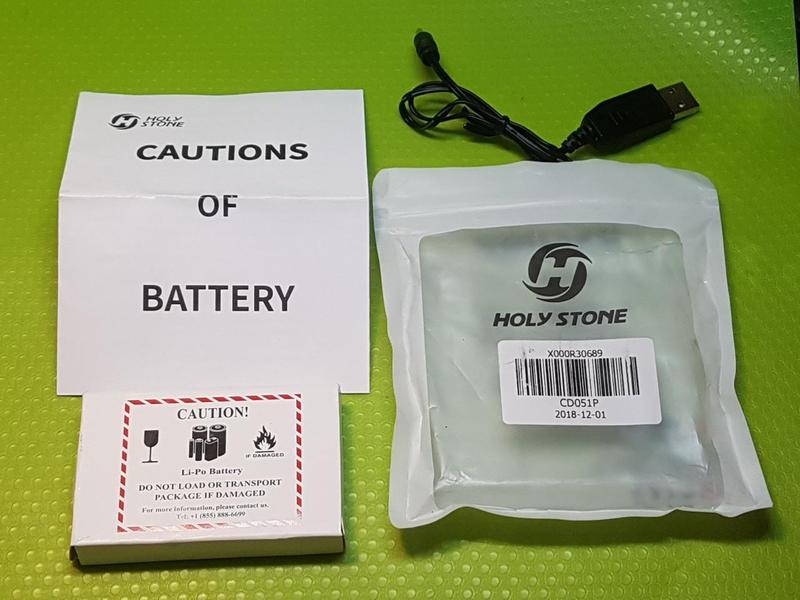 HOLY
STONE
CAUTIONS
OF
BATTERY
CAUTION!
IF DAMAGED
Li-Po Battery
DO NOT LOAD OR TRANSPORT
PACKAGE IF DAMAGED
For more information, please contact us.
Tel: +1 (855) 888-6699
HOLY STONE
X000R30689
CD051P
2018-12-01